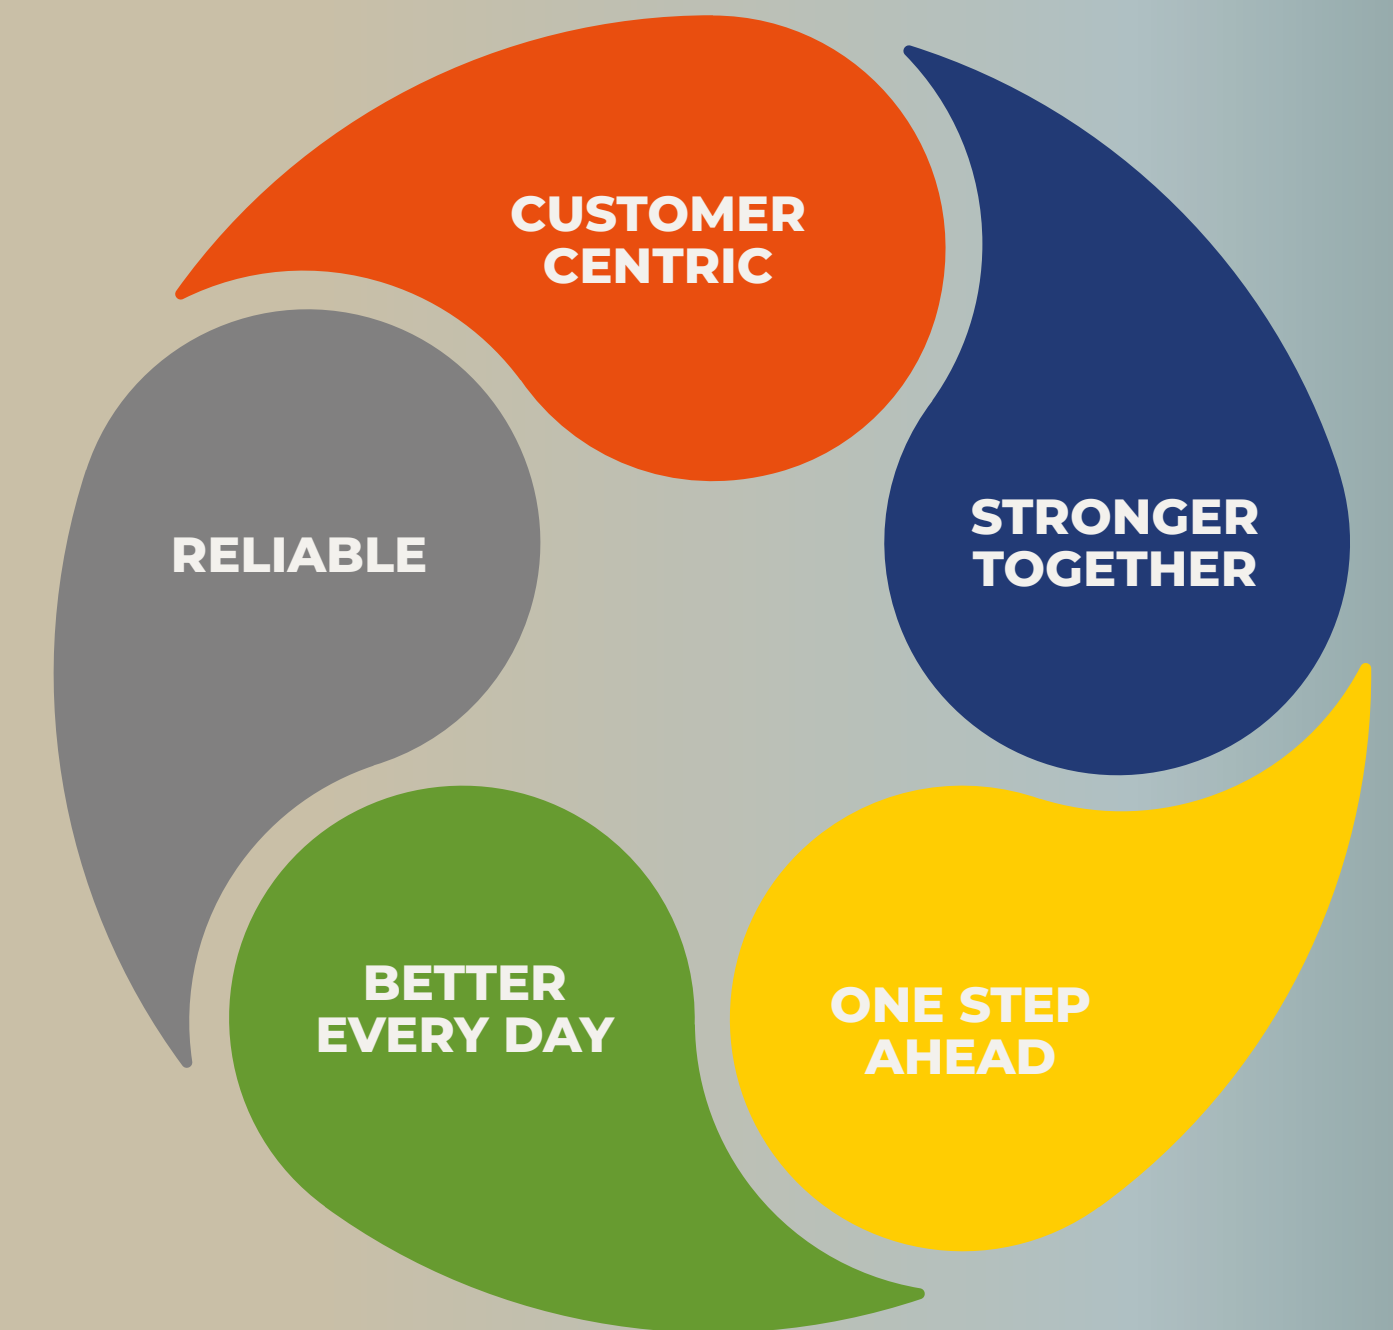 CUSTOMER
CENTRIC
STRONGER
TOGETHER
RELIABLE
BETTER
EVERY DAY
ONE STEP
AHEAD